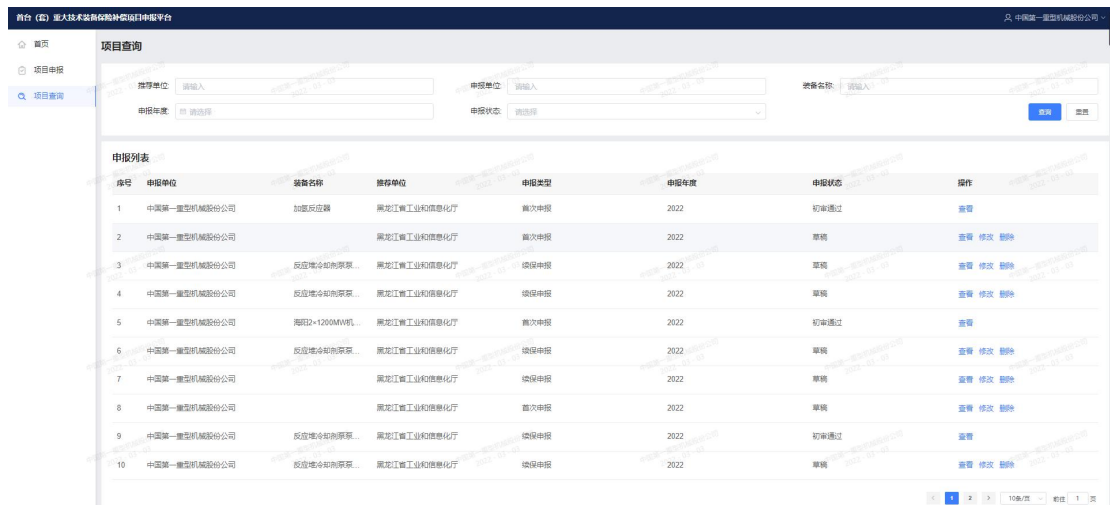 首台（套）重大技术装备保险补偿项目申报平台 中国第一重型机械股份公司
首页
项目申报
项目查询
项目查询
推荐单位 请输入 申报单位 请输入 装备名称 请输入
申报年度 请选择 申报状态 请选择 查询 重置
申报列表
序号 申报单位 装备名称 推荐单位 申报类型 申报年度 申报状态 操作
1 中国第一重型机械股份公司 加氢反应器 黑龙江省工业和信息化厅 首次申报 2022 初审通过 查看
2 中国第一重型机械股份公司 黑龙江省工业和信息化厅 首次申报 2022 草稿 查看 修改 删除
3 中国第一重型机械股份公司 反应堆冷却剂泵泵... 黑龙江省工业和信息化厅 续保申报 2022 草稿 查看 修改 删除
4 中国第一重型机械股份公司 反应堆冷却剂泵泵... 黑龙江省工业和信息化厅 续保申报 2022 草稿 查看 修改 删除
5 中国第一重型机械股份公司 海阳2=1200MW机... 黑龙江省工业和信息化厅 首次申报 2022 初审通过 查看
6 中国第一重型机械股份公司 反应堆冷却剂泵泵... 黑龙江省工业和信息化厅 续保申报 2022 草稿 查看 修改 删除
7 中国第一重型机械股份公司 黑龙江省工业和信息化厅 续保申报 2022 草稿 查看 修改 删除
8 中国第一重型机械股份公司 黑龙江省工业和信息化厅 首次申报 2022 草稿 查看 修改 删除
9 中国第一重型机械股份公司 反应堆冷却剂泵泵... 黑龙江省工业和信息化厅 续保申报 2022 初审通过 查看
10 中国第一重型机械股份公司 反应堆冷却剂泵泵... 黑龙江省工业和信息化厅 续保申报 2022 草稿 查看 修改 删除
1 2 10条/页 前往 1 页